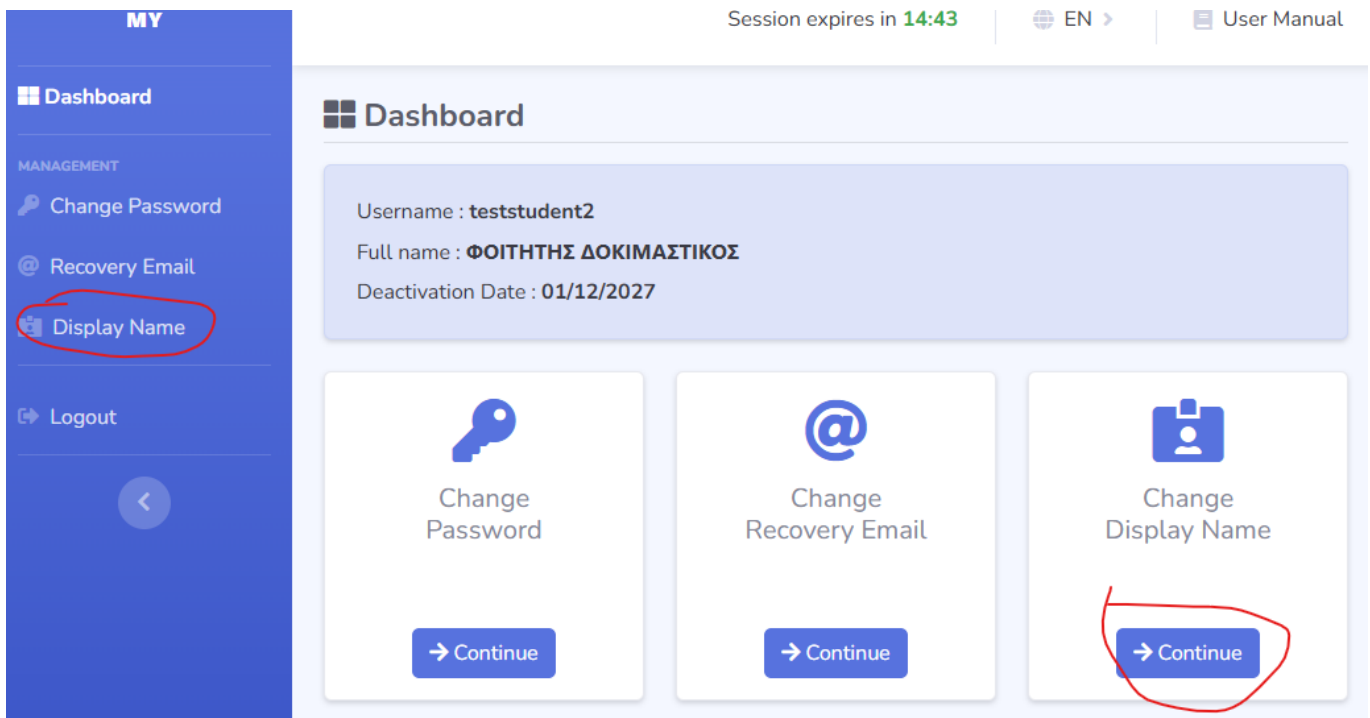 MY
Session expires in 14:43
EN
User Manual
Dashboard
MANAGEMENT
Change Password
Recovery Email
Display Name
Logout
Dashboard
Username : teststudent2
Full name : ΦΟΙΤΗΤΗΣ ΔΟΚΙΜΑΣΤΙΚΟΣ
Deactivation Date : 01/12/2027
Change
Password
Continue
Change
Recovery Email
Continue
Change
Display Name
Continue